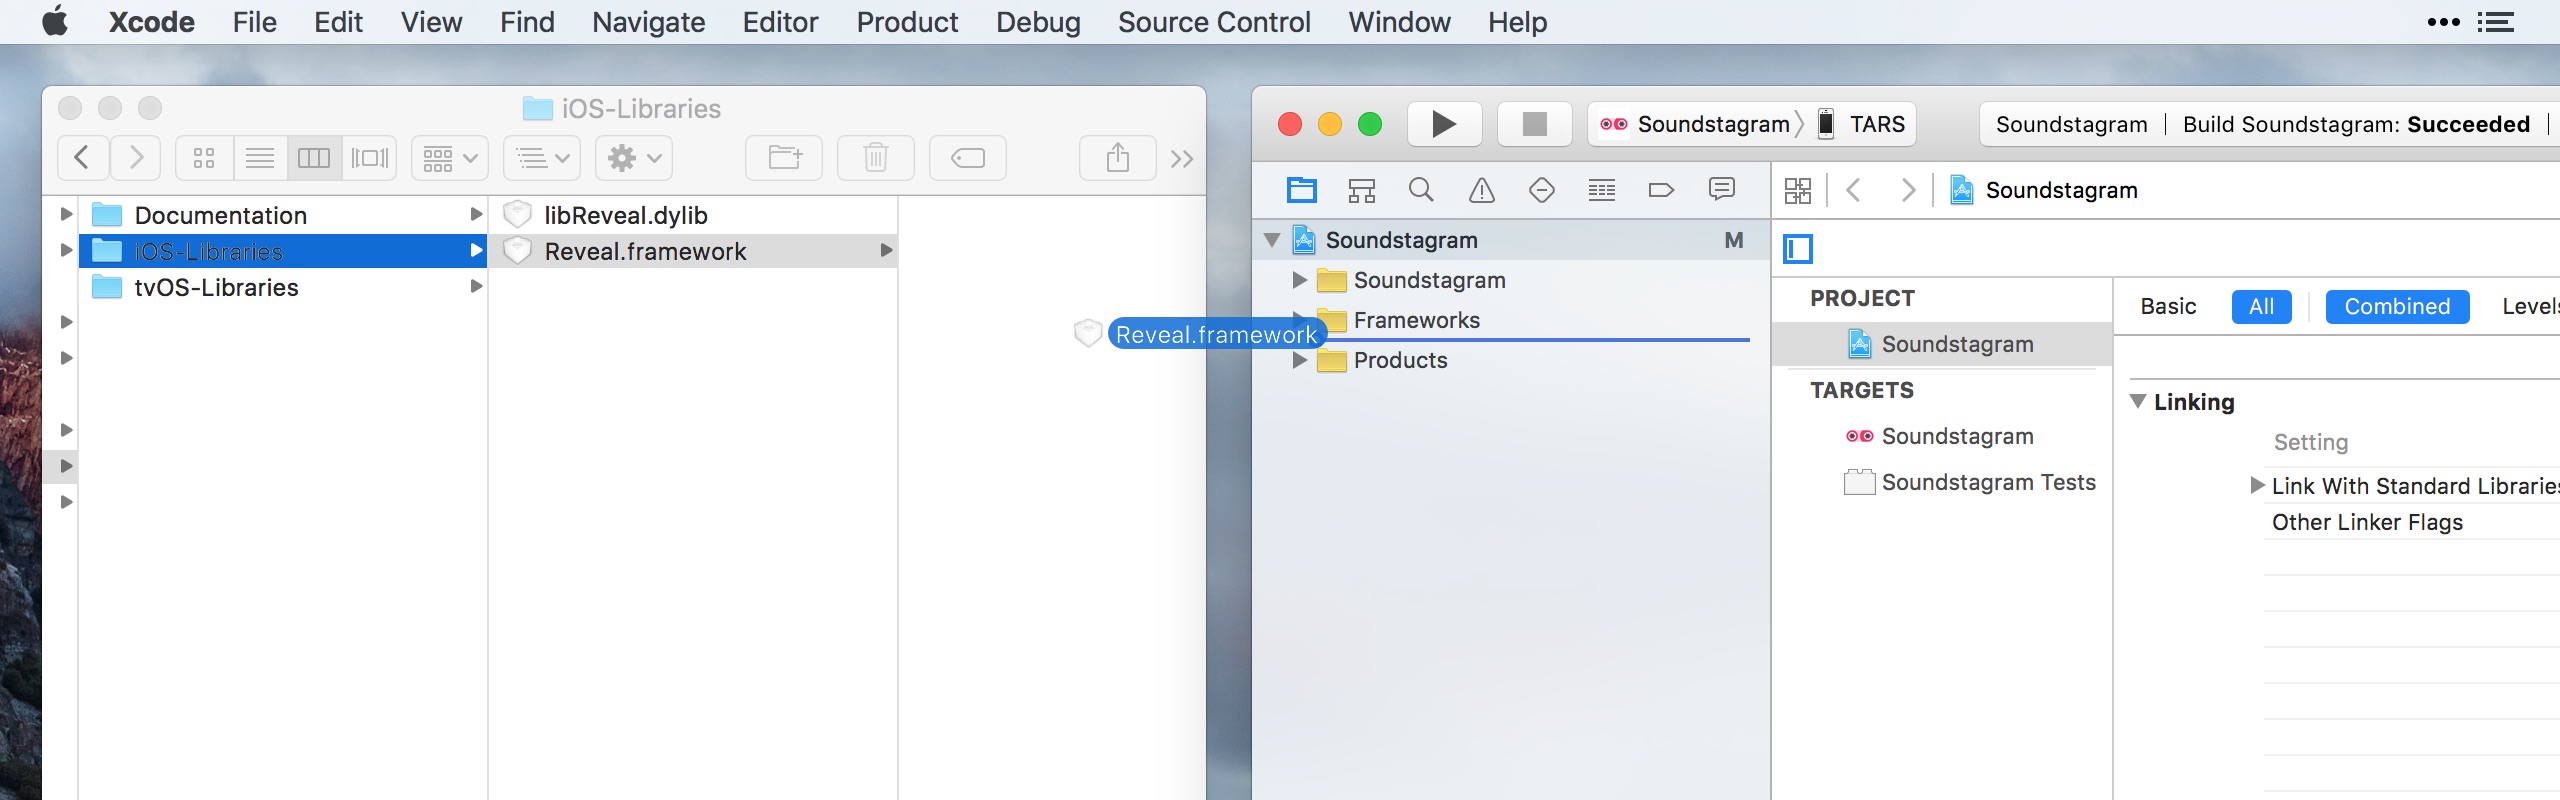 Xcode File Edit View Find Navigate Editor Product Debug Source Control Window Help
iOS-Libraries
Documentation
iOS-Libraries
tvOS-Libraries
libReveal.dylib
Reveal.framework
Reveal.framework
Soundstagram TARS
Soundstagram Build Soundstagram: Succeeded
Soundstagram
Soundstagram M
Soundstagram
Frameworks
Products
PROJECT
Soundstagram
TARGETS
Soundstagram
Soundstagram Tests
Basic All Combined Levels
Linking
Setting
Link With Standard Libraries
Other Linker Flags